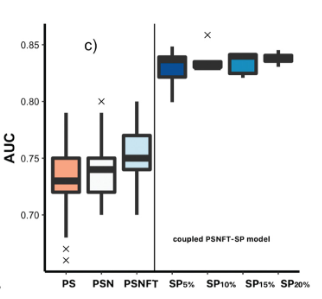 c)
AUC
0.85
0.80
0.75
0.70
coupled PSNFT-SP model
PS PSN PSNFT SP5% SP10% SP15% SP20%